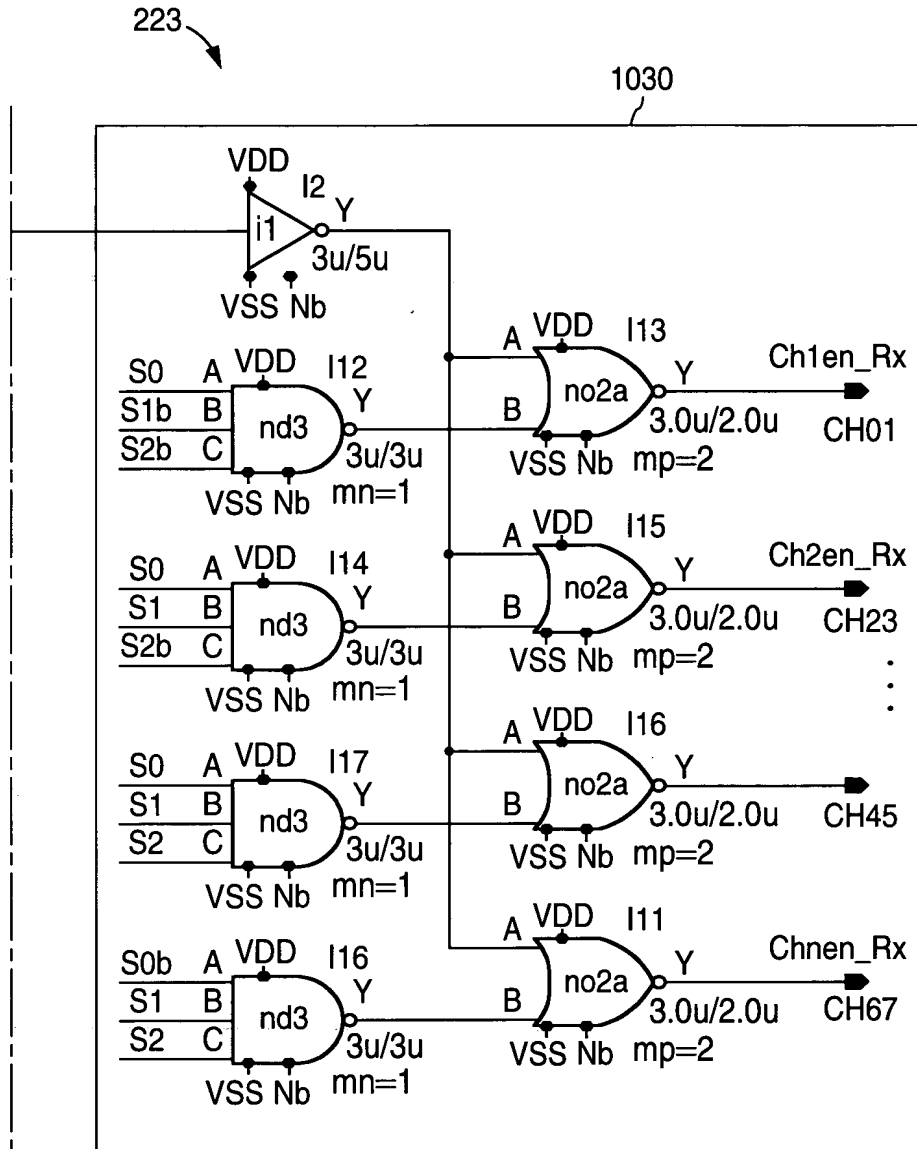 223
1030
VDD
I2
Y
i1
3u/5u
VSS Nb
S0 A VDD I12
S1b B nd3 Y
S2b C 3u/3u
VSS Nb mn=1
A VDD I13
no2a Y Ch1en_Rx
B 3.0u/2.0u CH01
VSS Nb mp=2
S0 A VDD I14
S1 B nd3 Y
S2b C 3u/3u
VSS Nb mn=1
A VDD I15
no2a Y Ch2en_Rx
B 3.0u/2.0u CH23
VSS Nb mp=2
S0 A VDD I17
S1 B nd3 Y
S2 C 3u/3u
VSS Nb mn=1
A VDD I16
no2a Y
B 3.0u/2.0u CH45
VSS Nb mp=2
S0b A VDD I16
S1 B nd3 Y
S2 C 3u/3u
VSS Nb mn=1
A VDD I11
no2a Y Chnen_Rx
B 3.0u/2.0u CH67
VSS Nb mp=2